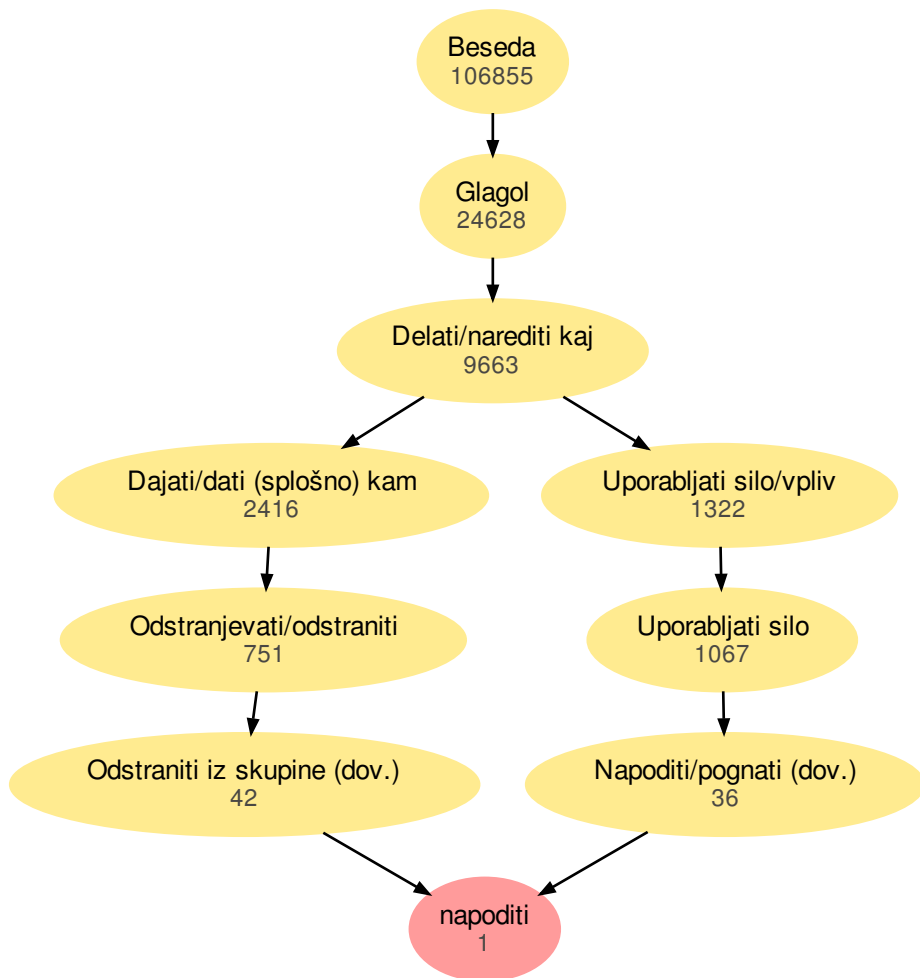 Beseda
106855
Glagol
24628
Delati/narediti kaj
9663
Dajati/dati (splošno) kam
2416
Uporabljati silo/vpliv
1322
Odstranjevati/odstraniti
751
Uporabljati silo
1067
Odstraniti iz skupine (dov.)
42
Napoditi/pognati (dov.)
36
napoditi
1